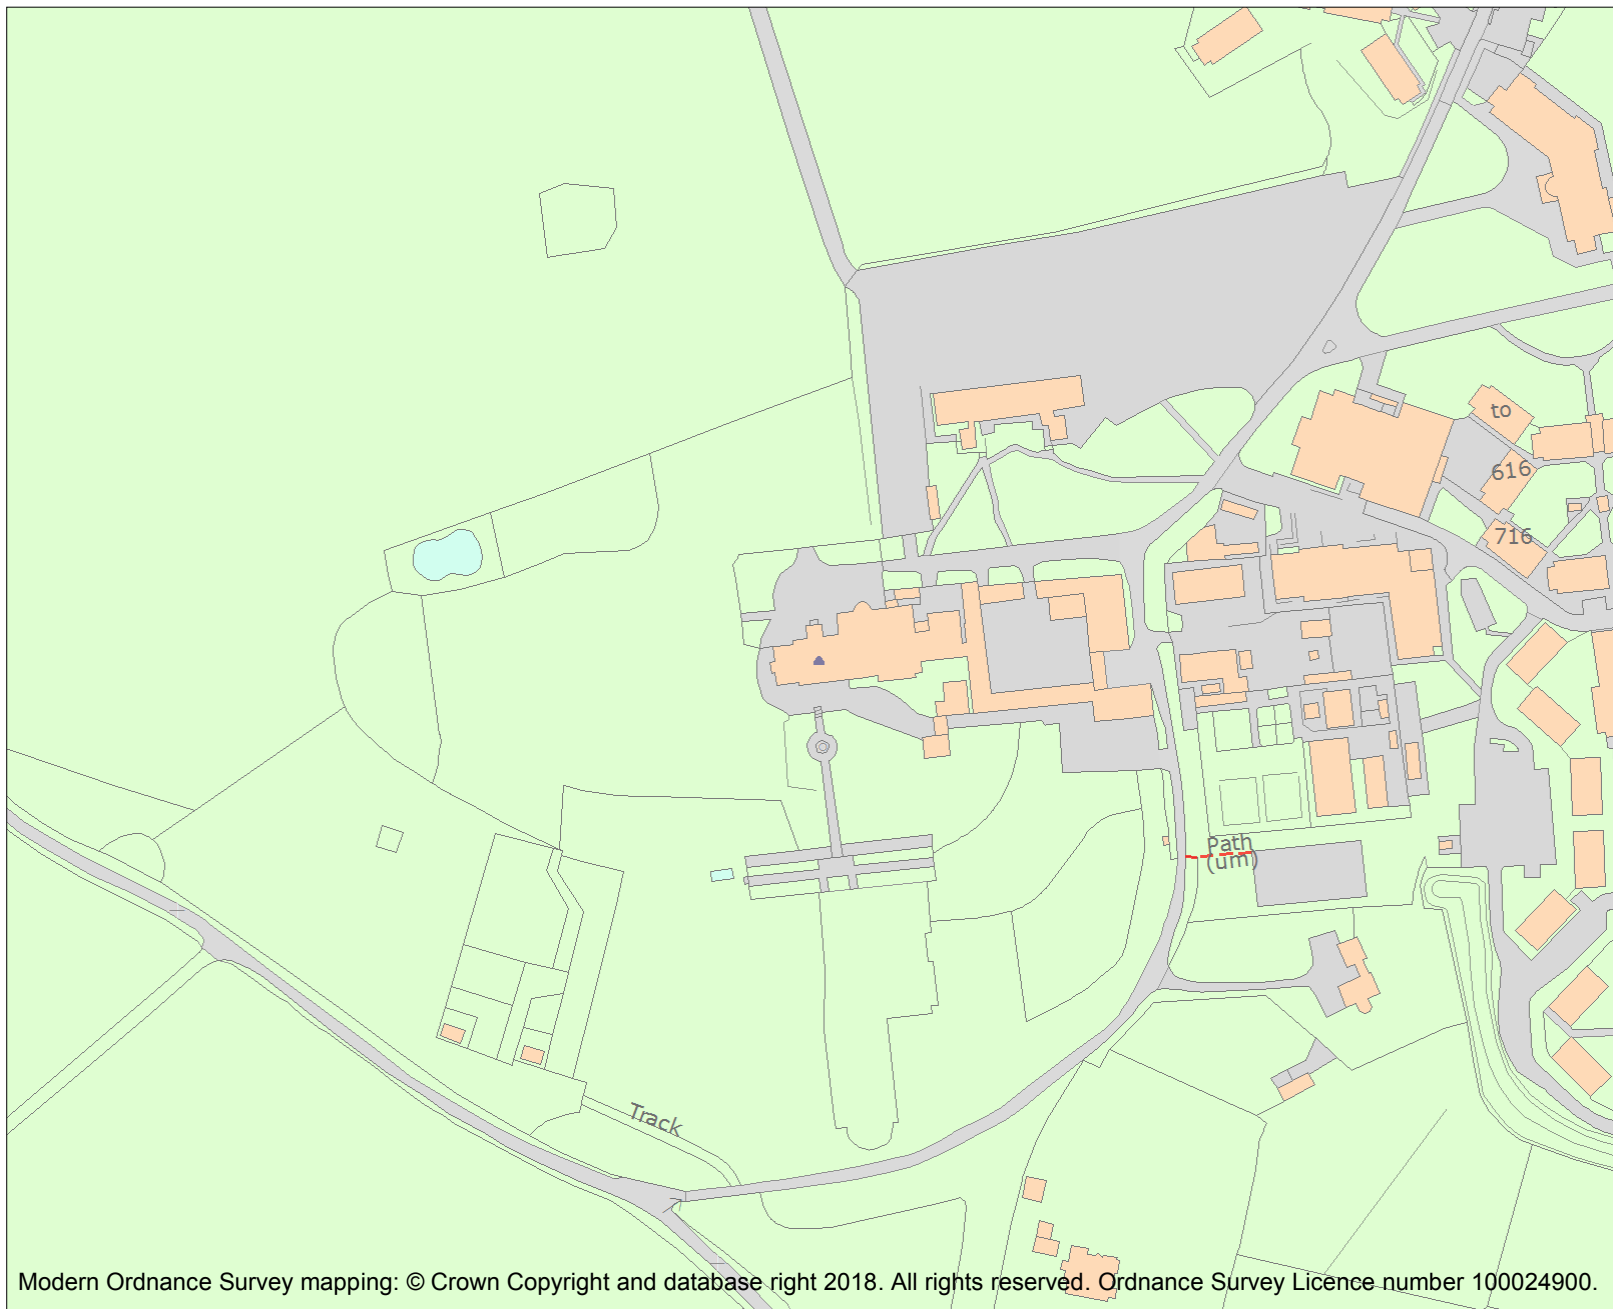 to
616
716
Path
(um)
Track
Modern Ordnance Survey mapping: © Crown Copyright and database right 2018. All rights reserved. Ordnance Survey Licence number 100024900.